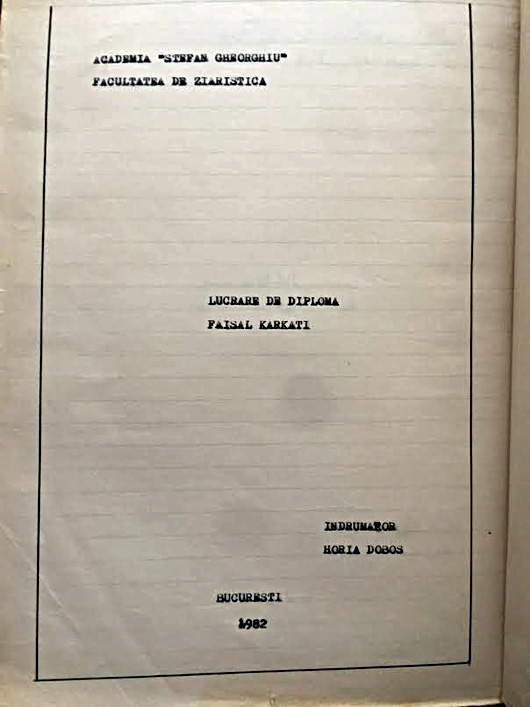 ACADEMIA "STEFAN GHEORGHIU"
FACULTATEA DE ZIARISTICA
LUCRARE DE DIPLOMA
FAISAL KARKATI
INDRUMATOR
HORIA DOBOS
BUCURESTI
1982